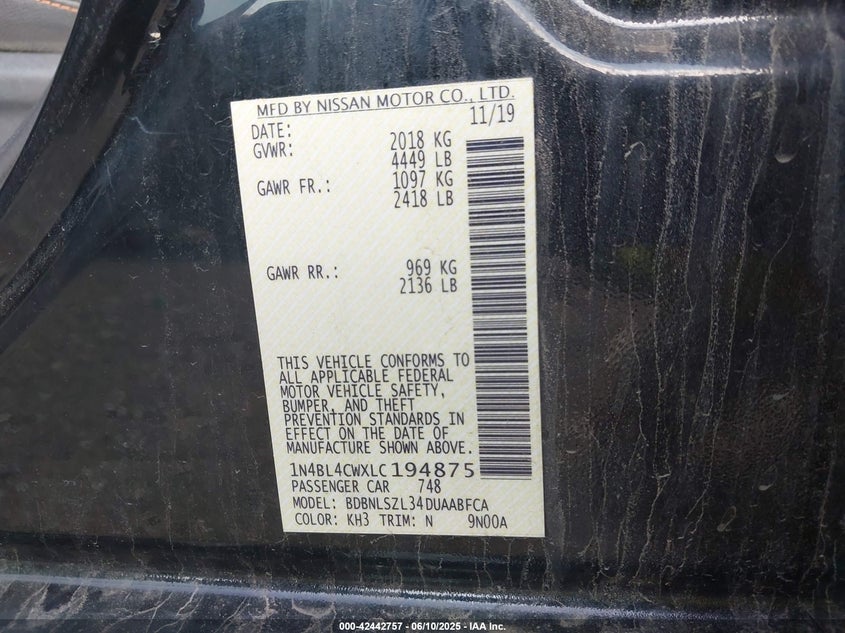 MFD BY NISSAN MOTOR CO., LTD.
DATE: 11/19
GVWR: 2018 KG
4449 LB
GAWR FR.: 1097 KG
2418 LB
GAWR RR.: 969 KG
2136 LB
THIS VEHICLE CONFORMS TO
ALL APPLICABLE FEDERAL
MOTOR VEHICLE SAFETY,
BUMPER, AND THEFT
PREVENTION STANDARDS IN
EFFECT ON THE DATE OF
MANUFACTURE SHOWN ABOVE.
1N4BL4CWXLC194875
PASSENGER CAR 748
MODEL: BDBNLSZL34DUAABFCA
COLOR: KH3 TRIM: N 9N00A
000-42442757 - 06/10/2025 - IAA Inc.